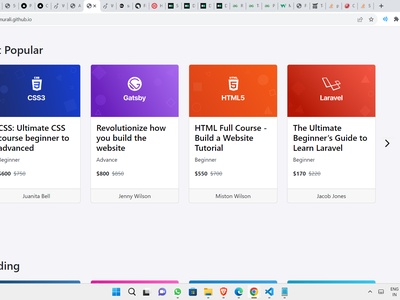 murali.github.io
t Popular
CSS3
Gatsby
HTML5
Laravel
CSS: Ultimate CSS
course beginner to
advanced
Beginner
$600 $750
Juanita Bell
Revolutionize how
you build the
website
Advance
$800 $850
Jenny Wilson
HTML Full Course -
Build a Website
Tutorial
Beginner
$550 $700
Miston Wilson
The Ultimate
Beginner's Guide to
Learn Laravel
Beginner
$170 $220
Jacob Jones
ding
ENG
IN